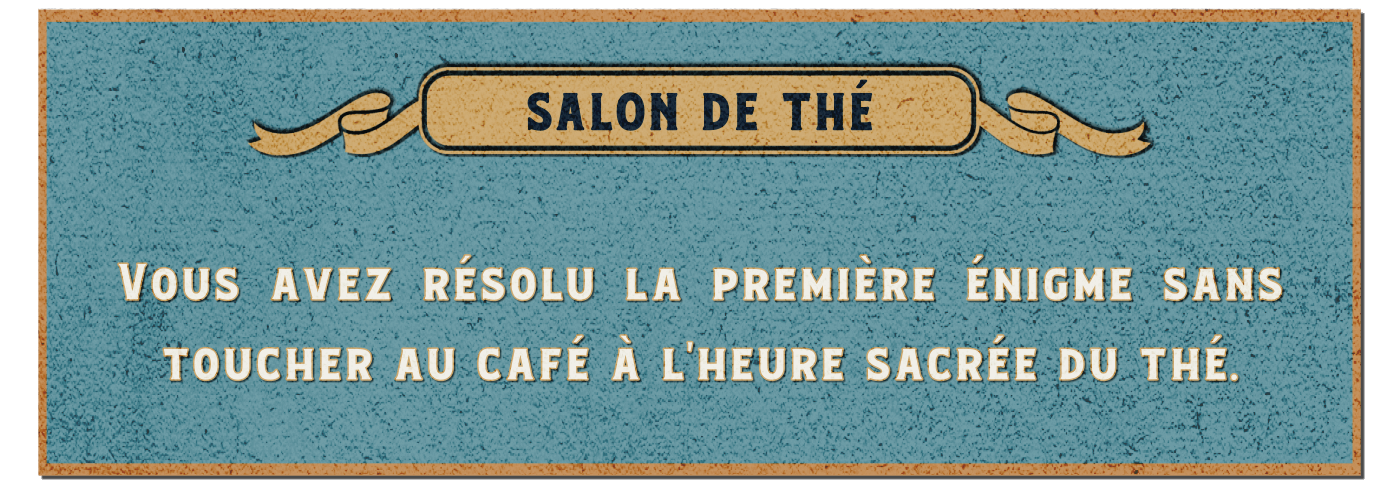 SALON DE THÉ
VOUS AVEZ RÉSOLU LA PREMIÈRE ÉNIGME SANS
TOUCHER AU CAFÉ À L'HEURE SACRÉE DU THÉ.